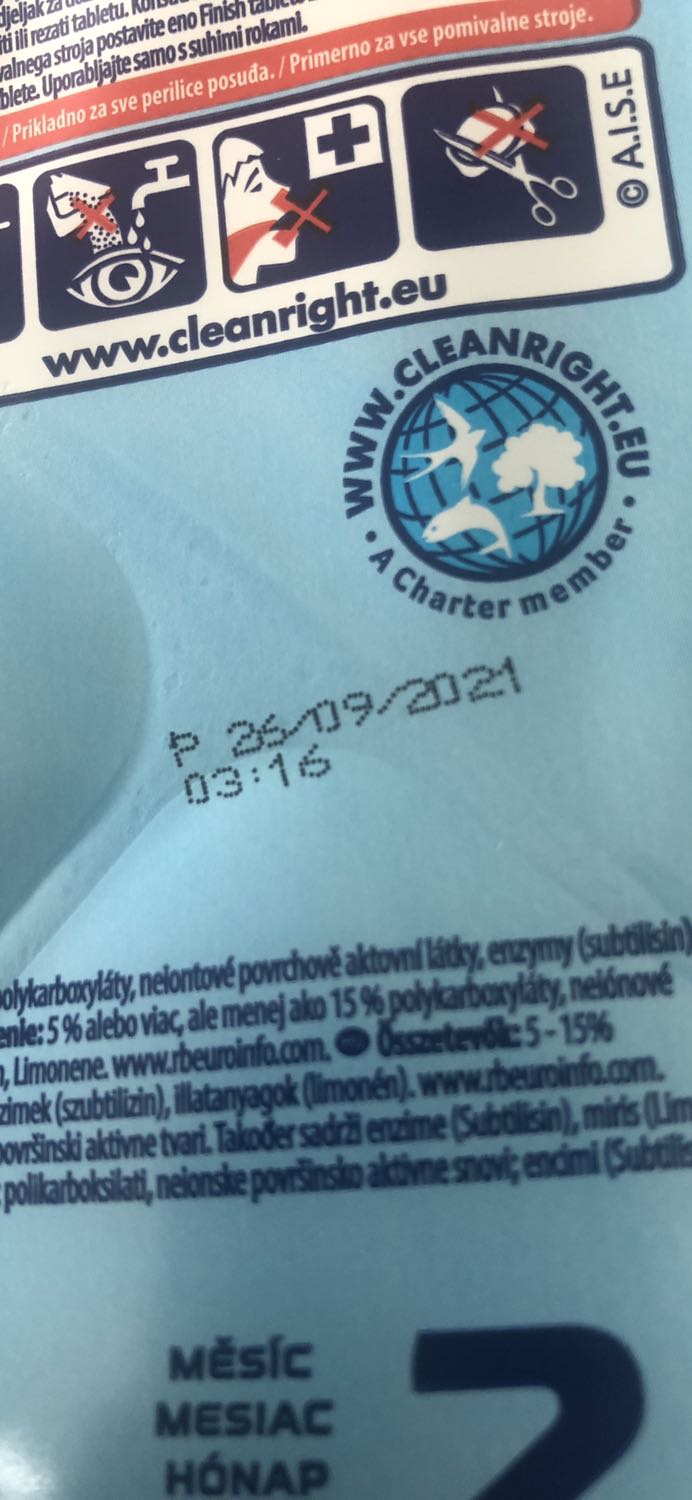 djeljak za
iti ili rezati tabletu.
valnega stroja postavite eno Finish
blete. Uporabljajte samo s suhimi rokami.
/ Prikladno za sve perilice posuđa. / Primerno za vse pomivalne stroje.
© A.I.S.E
www.cleanright.eu
WWW.CLEANRIGHT.EU
• A Charter member •
P 26/09/2021
03:16
polykarboxyláty, neiontové povrchově aktovní látky, enzymy (subtilisin)
enie: 5 % alebo viac, ale menej ako 15 % polykarboxyláty, neiónové
n, Limonene. www.rbeuroinfo.com. Összetevők: 5 - 15%
zimek (szubtilizin), illatanyagok (limonén). www.rbeuroinfo.com.
površinski aktivne tvari. Također sadrži enzime (Subtilisin), miris (Lim
polikarboksilati, neionske površinsko aktivne snovi; encimi (Subtilis
MĚSÍC
MESIAC
HÓNAP
2